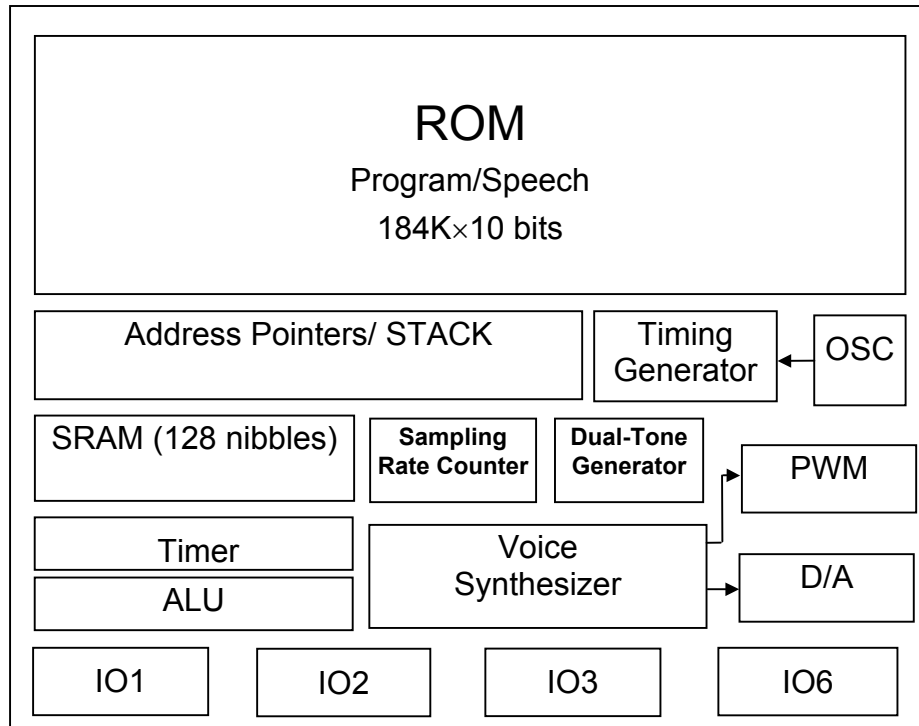 ROM
Program/Speech
184K×10 bits
Address Pointers/ STACK
Timing
Generator
OSC
SRAM (128 nibbles)
Sampling
Rate Counter
Dual-Tone
Generator
PWM
Timer
Voice
Synthesizer
D/A
ALU
IO1
IO2
IO3
IO6